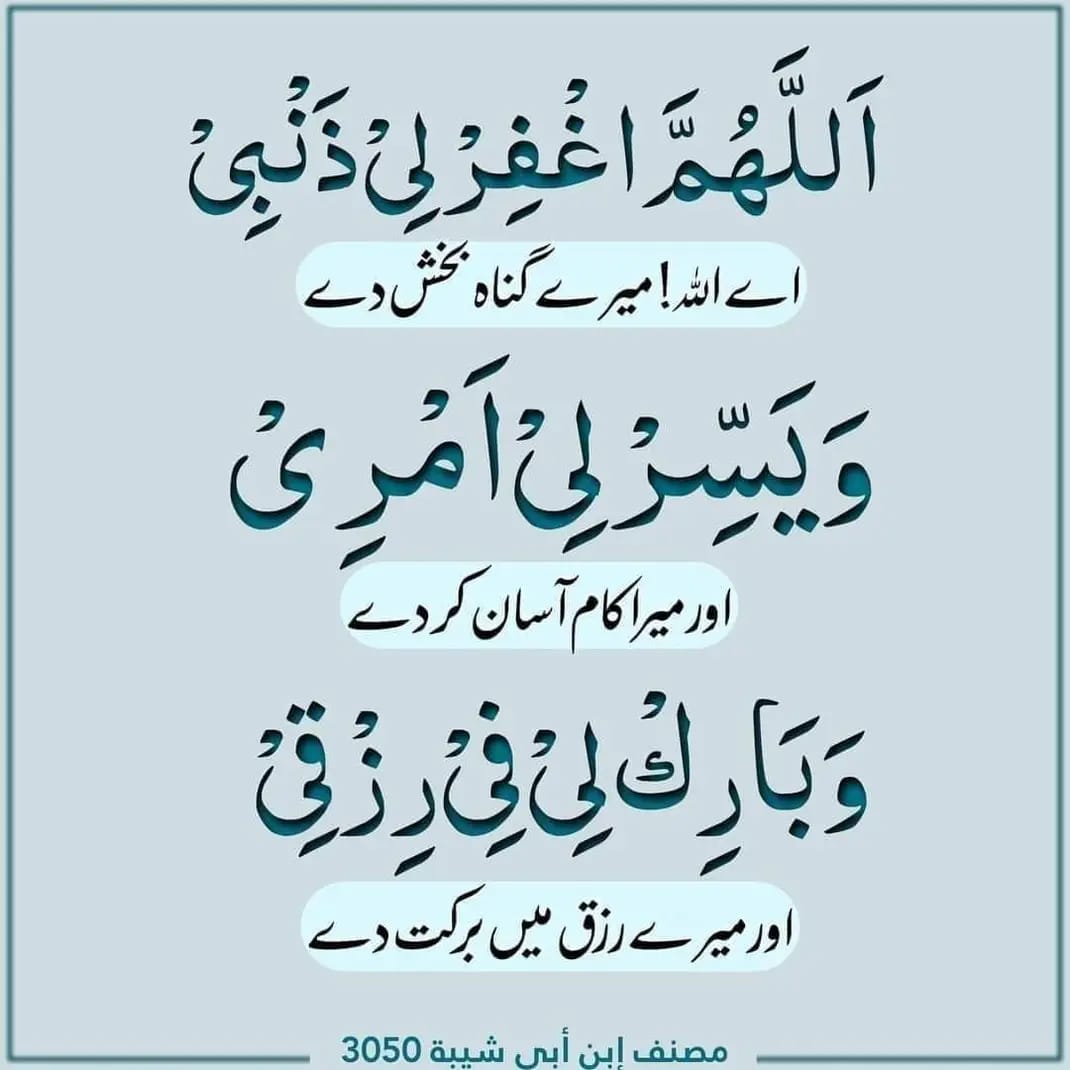 اَللَّهُمَّ اغْفِرْ لِيْ ذَنْبِيْ
اے اللہ! میرے گناہ بخش دے
وَيَسِّرْ لِيْ اَمْرِيْ
اور میرا کام آسان کر دے
وَبَارِكْ لِيْ فِيْ رِزْقِيْ
اور میرے رزق میں برکت دے
مصنف إبن أبي شيبة 3050